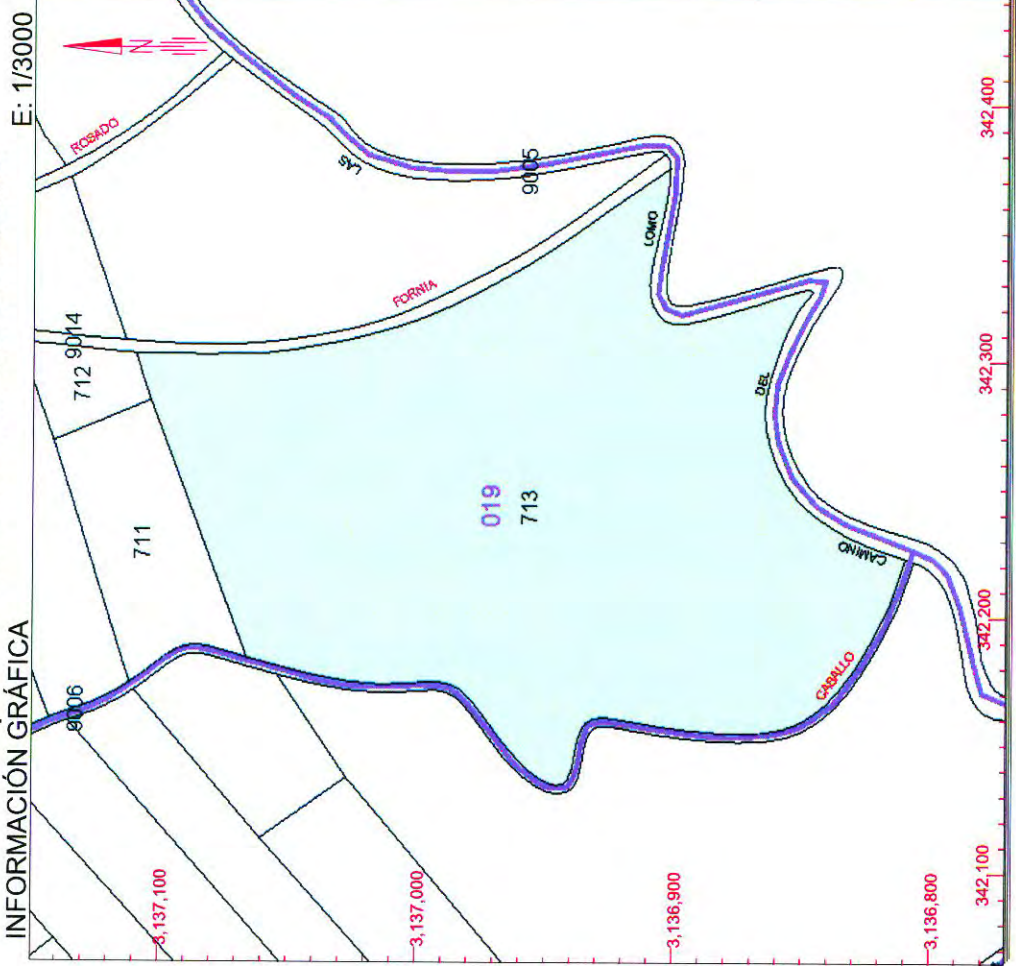 INFORMACIÓN GRÁFICA
E: 1/3000
N
ROSADO
LAS
9005
9014
712
711
9006
FORNIA
LOMO
DEL
019
713
CAMINO
CABALLO
3,137,100
3,137,000
3,136,900
3,136,800
342,100
342,200
342,300
342,400